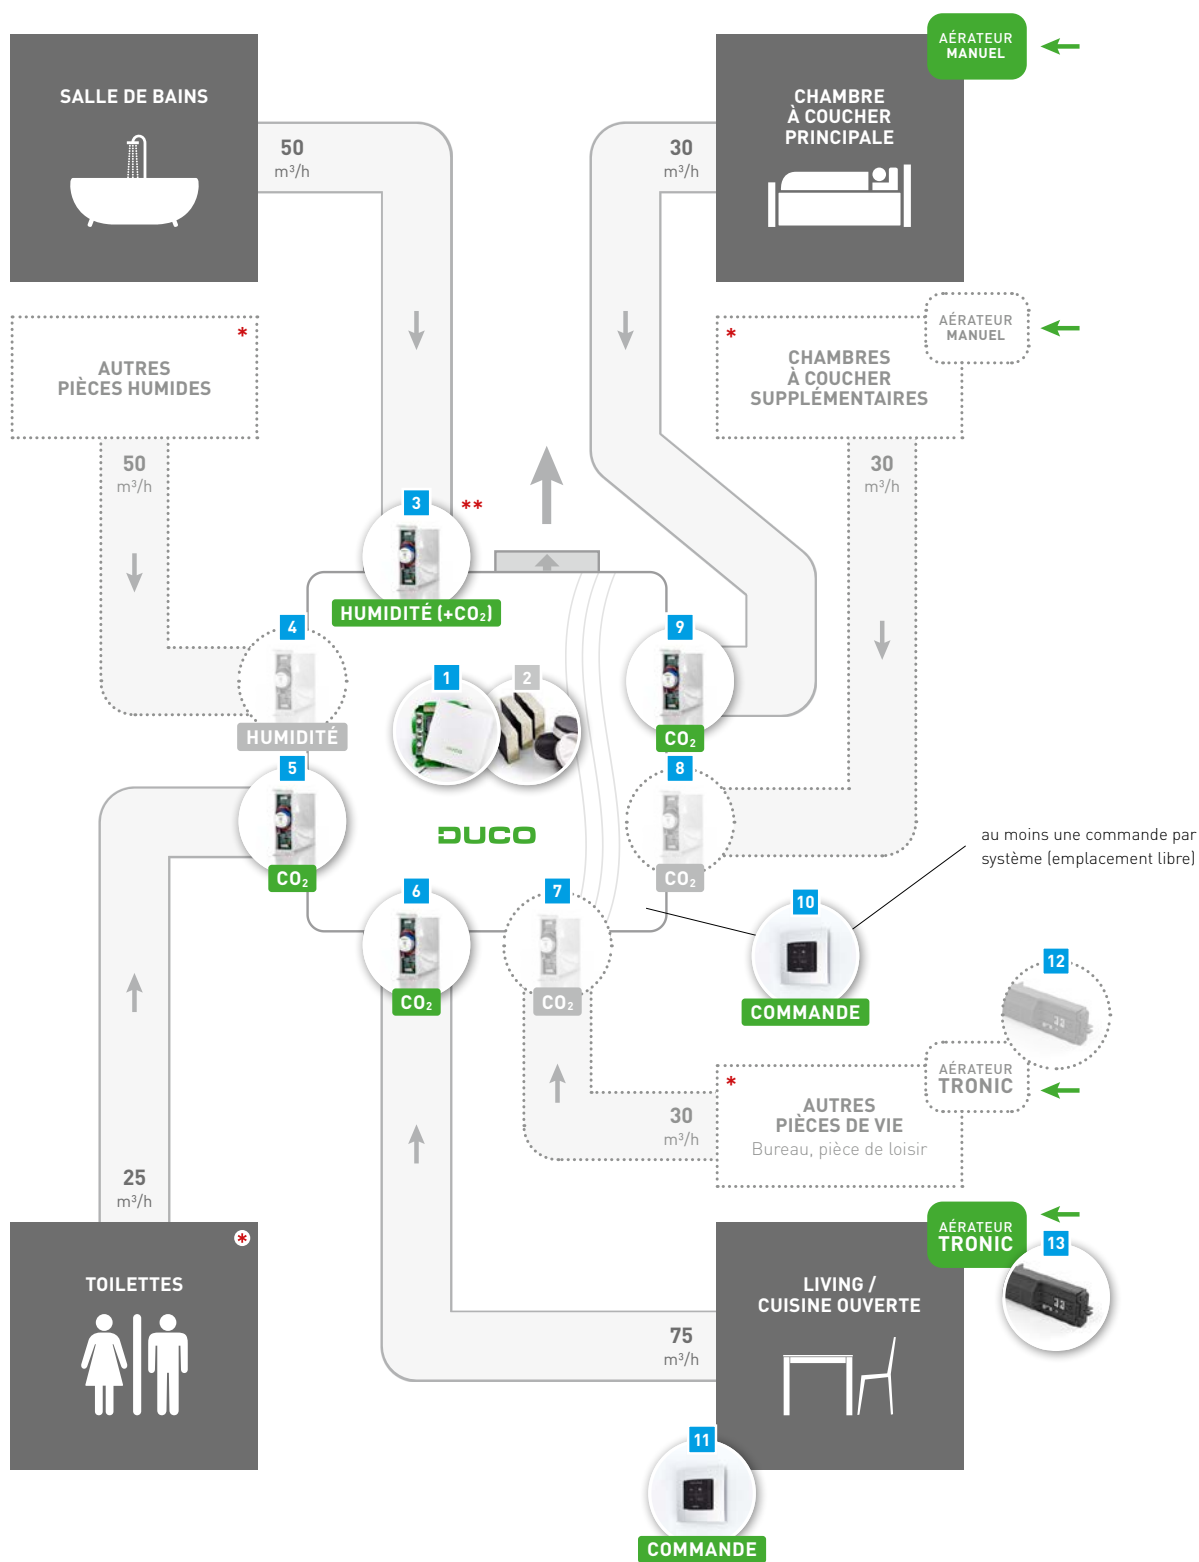 AÉRATEUR
MANUEL
SALLE DE BAINS
CHAMBRE
À COUCHER
PRINCIPALE
50
m³/h
30
m³/h
*
AUTRES
PIÈCES HUMIDES
AÉRATEUR
MANUEL
*
CHAMBRES
À COUCHER
SUPPLÉMENTAIRES
50
m³/h
30
m³/h
3
**
HUMIDITÉ (+CO₂)
4
HUMIDITÉ
9
CO₂
1
2
5
CO₂
8
CO₂
DUCO
au moins une commande par
système (emplacement libre)
6
CO₂
7
CO₂
10
COMMANDE
12
AÉRATEUR
TRONIC
*
AUTRES
PIÈCES DE VIE
Bureau, pièce de loisir
30
m³/h
25
m³/h
*
TOILETTES
AÉRATEUR
TRONIC
13
LIVING /
CUISINE OUVERTE
75
m³/h
11
COMMANDE